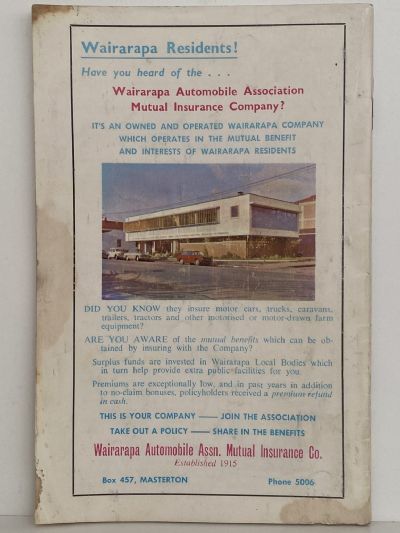 Wairarapa Residents!
Have you heard of the . . .
Wairarapa Automobile Association
Mutual Insurance Company?
IT'S AN OWNED AND OPERATED WAIRARAPA COMPANY
WHICH OPERATES IN THE MUTUAL BENEFIT
AND INTERESTS OF WAIRARAPA RESIDENTS
DID YOU KNOW they insure motor cars, trucks, caravans,
trailers, tractors and other motorised or motor-drawn farm
equipment?
ARE YOU AWARE of the mutual benefits which can be ob-
tained by insuring with the Company?
Surplus funds are invested in Wairarapa Local Bodies which
in turn help provide extra public facilities for you.
Premiums are exceptionally low, and in past years in addition
to no-claim bonuses, policyholders received a premium refund
in cash.
THIS IS YOUR COMPANY —— JOIN THE ASSOCIATION
TAKE OUT A POLICY —— SHARE IN THE BENEFITS
Wairarapa Automobile Assn. Mutual Insurance Co.
Established 1915
Box 457, MASTERTON Phone 5006